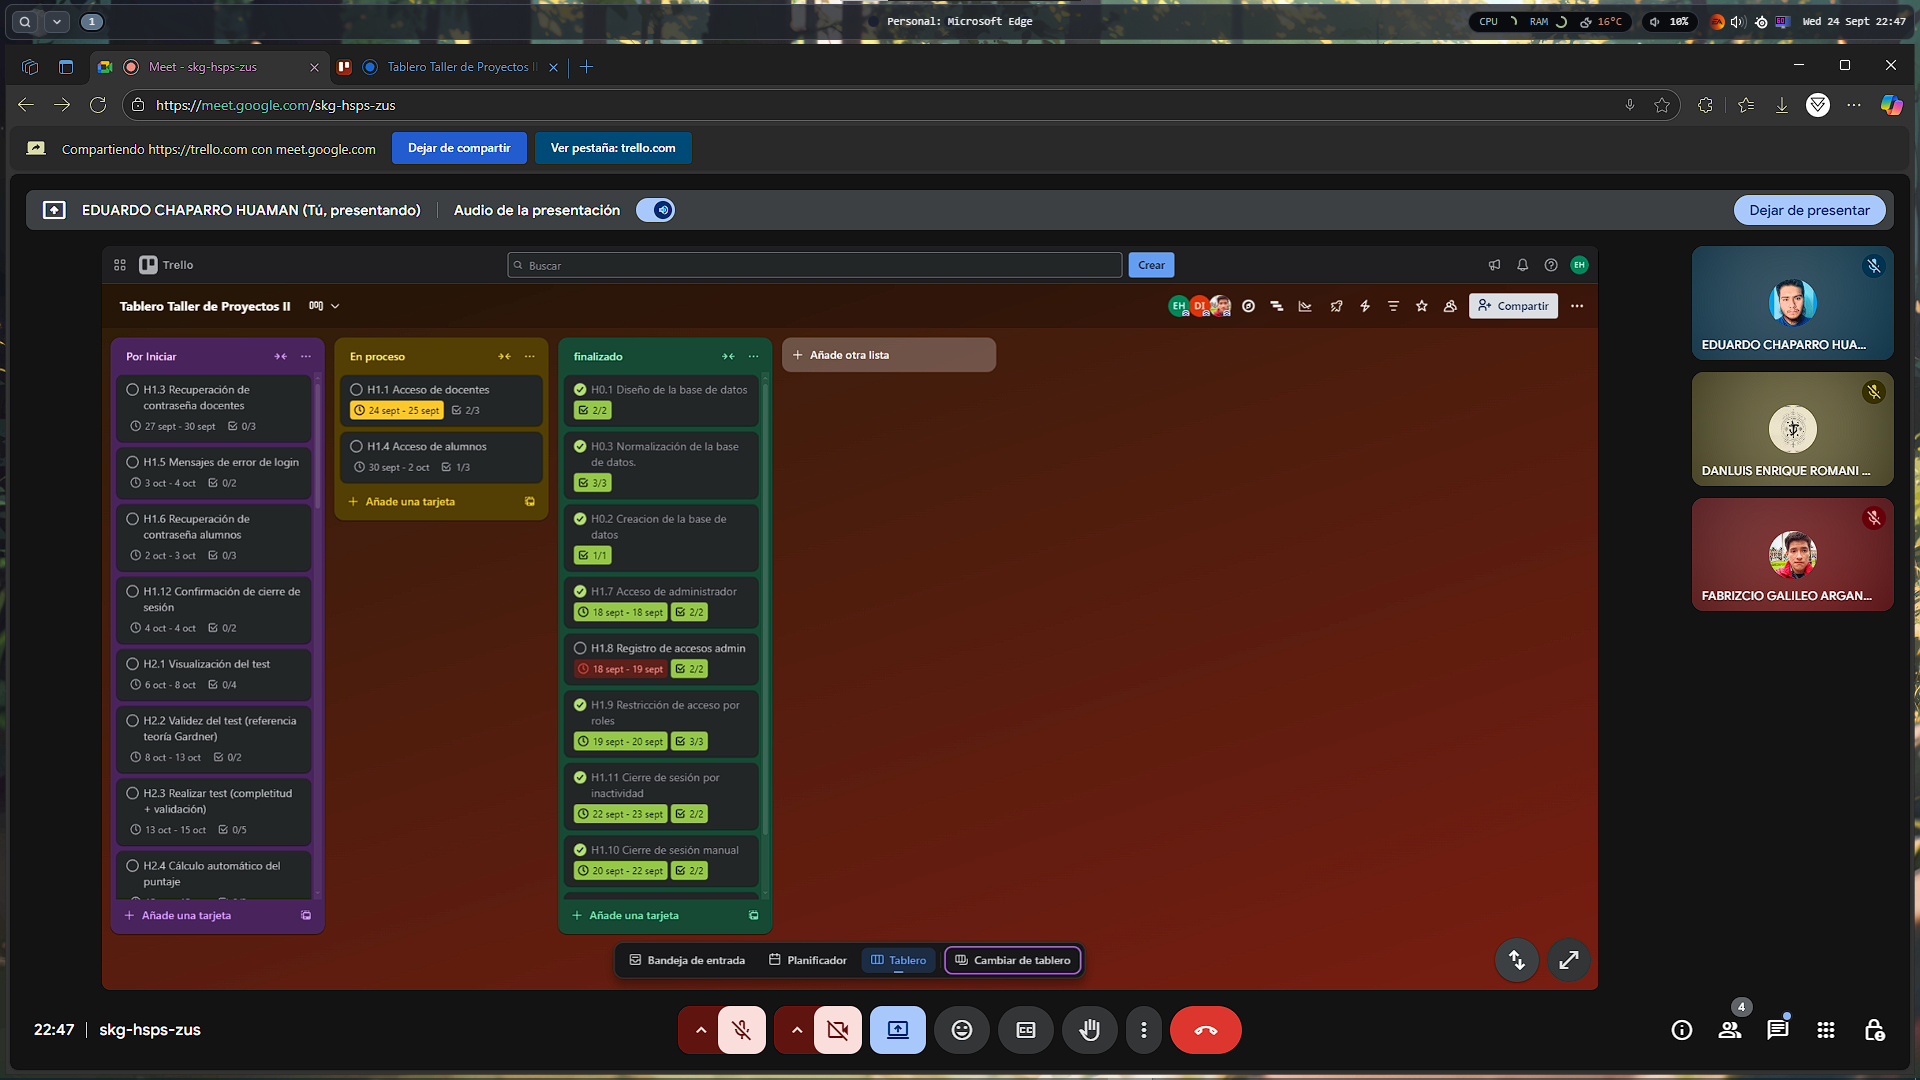 1
Personal: Microsoft Edge
CPU
RAM
16°C
10%
Wed 24 Sept 22:47
Meet - skg-hsps-zus
Tablero Taller de Proyectos II
https://meet.google.com/skg-hsps-zus
Compartiendo https://trello.com con meet.google.com
Dejar de compartir
Ver pestaña: trello.com
EDUARDO CHAPARRO HUAMAN (Tú, presentando)
Audio de la presentación
Dejar de presentar
Trello
Buscar
Crear
EH
Tablero Taller de Proyectos II
EH
DI
Compartir
Por Iniciar
H1.3 Recuperación de
contraseña docentes
27 sept - 30 sept 0/3
H1.5 Mensajes de error de login
3 oct - 4 oct 0/2
H1.6 Recuperación de
contraseña alumnos
2 oct - 3 oct 0/3
H1.12 Confirmación de cierre de
sesión
4 oct - 4 oct 0/2
H2.1 Visualización del test
6 oct - 8 oct 0/4
H2.2 Validez del test (referencia
teoría Gardner)
8 oct - 13 oct 0/2
H2.3 Realizar test (completitud
+ validación)
13 oct - 15 oct 0/5
H2.4 Cálculo automático del
puntaje
Añade una tarjeta
En proceso
H1.1 Acceso de docentes
24 sept - 25 sept 2/3
H1.4 Acceso de alumnos
30 sept - 2 oct 1/3
Añade una tarjeta
finalizado
H0.1 Diseño de la base de datos
2/2
H0.3 Normalización de la base
de datos.
3/3
H0.2 Creacion de la base de
datos
1/1
H1.7 Acceso de administrador
18 sept - 18 sept 2/2
H1.8 Registro de accesos admin
18 sept - 19 sept 2/2
H1.9 Restricción de acceso por
roles
19 sept - 20 sept 3/3
H1.11 Cierre de sesión por
inactividad
22 sept - 23 sept 2/2
H1.10 Cierre de sesión manual
20 sept - 22 sept 2/2
Añade una tarjeta
Añade otra lista
Bandeja de entrada
Planificador
Tablero
Cambiar de tablero
EDUARDO CHAPARRO HUA...
DANLUIS ENRIQUE ROMANI ...
FABRIZCIO GALILEO ARGAN...
22:47
skg-hsps-zus
4